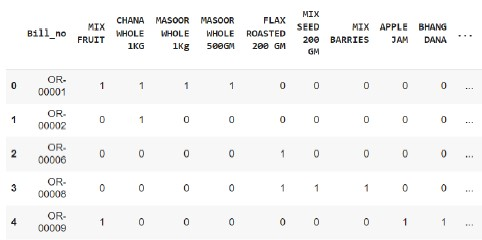 Bill_no MIX FRUIT CHANA WHOLE 1KG MASOOR WHOLE 1Kg MASOOR WHOLE 500GM FLAX ROASTED 200 GM MIX SEED 200 GM MIX BARRIES APPLE JAM BHANG DANA ...
0 OR-00001 1 1 1 1 0 0 0 0 0 ...
1 OR-00002 0 1 0 0 0 0 0 0 0 ...
2 OR-00006 0 0 0 0 1 0 0 0 0 ...
3 OR-00008 0 0 0 0 1 1 1 0 0 ...
4 OR-00009 1 0 0 0 0 0 0 1 1 ...